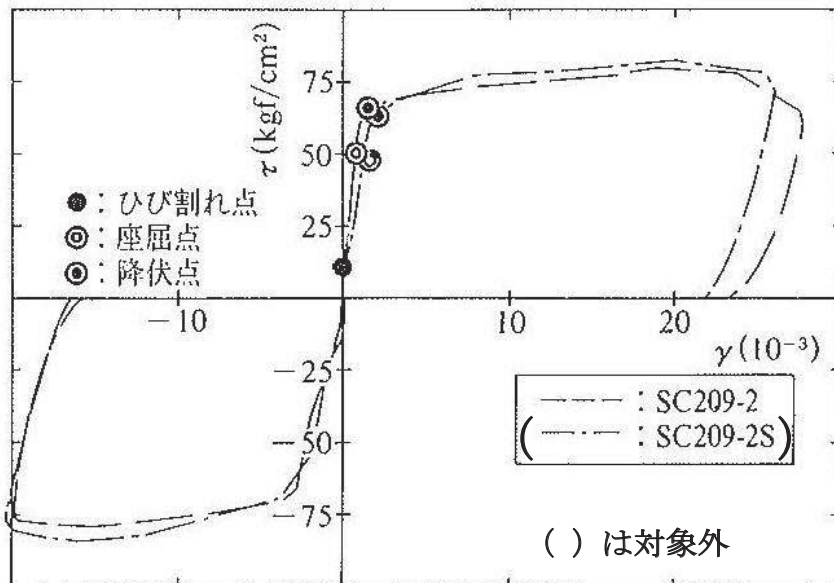 τ(kgf/cm²)
75
50
25
●：ひび割れ点
◎：座屈点
◉：降伏点
−10
10
20
γ(10⁻³)
−25
−50
−75
：SC209-2
(：SC209-2S)
( ) は対象外